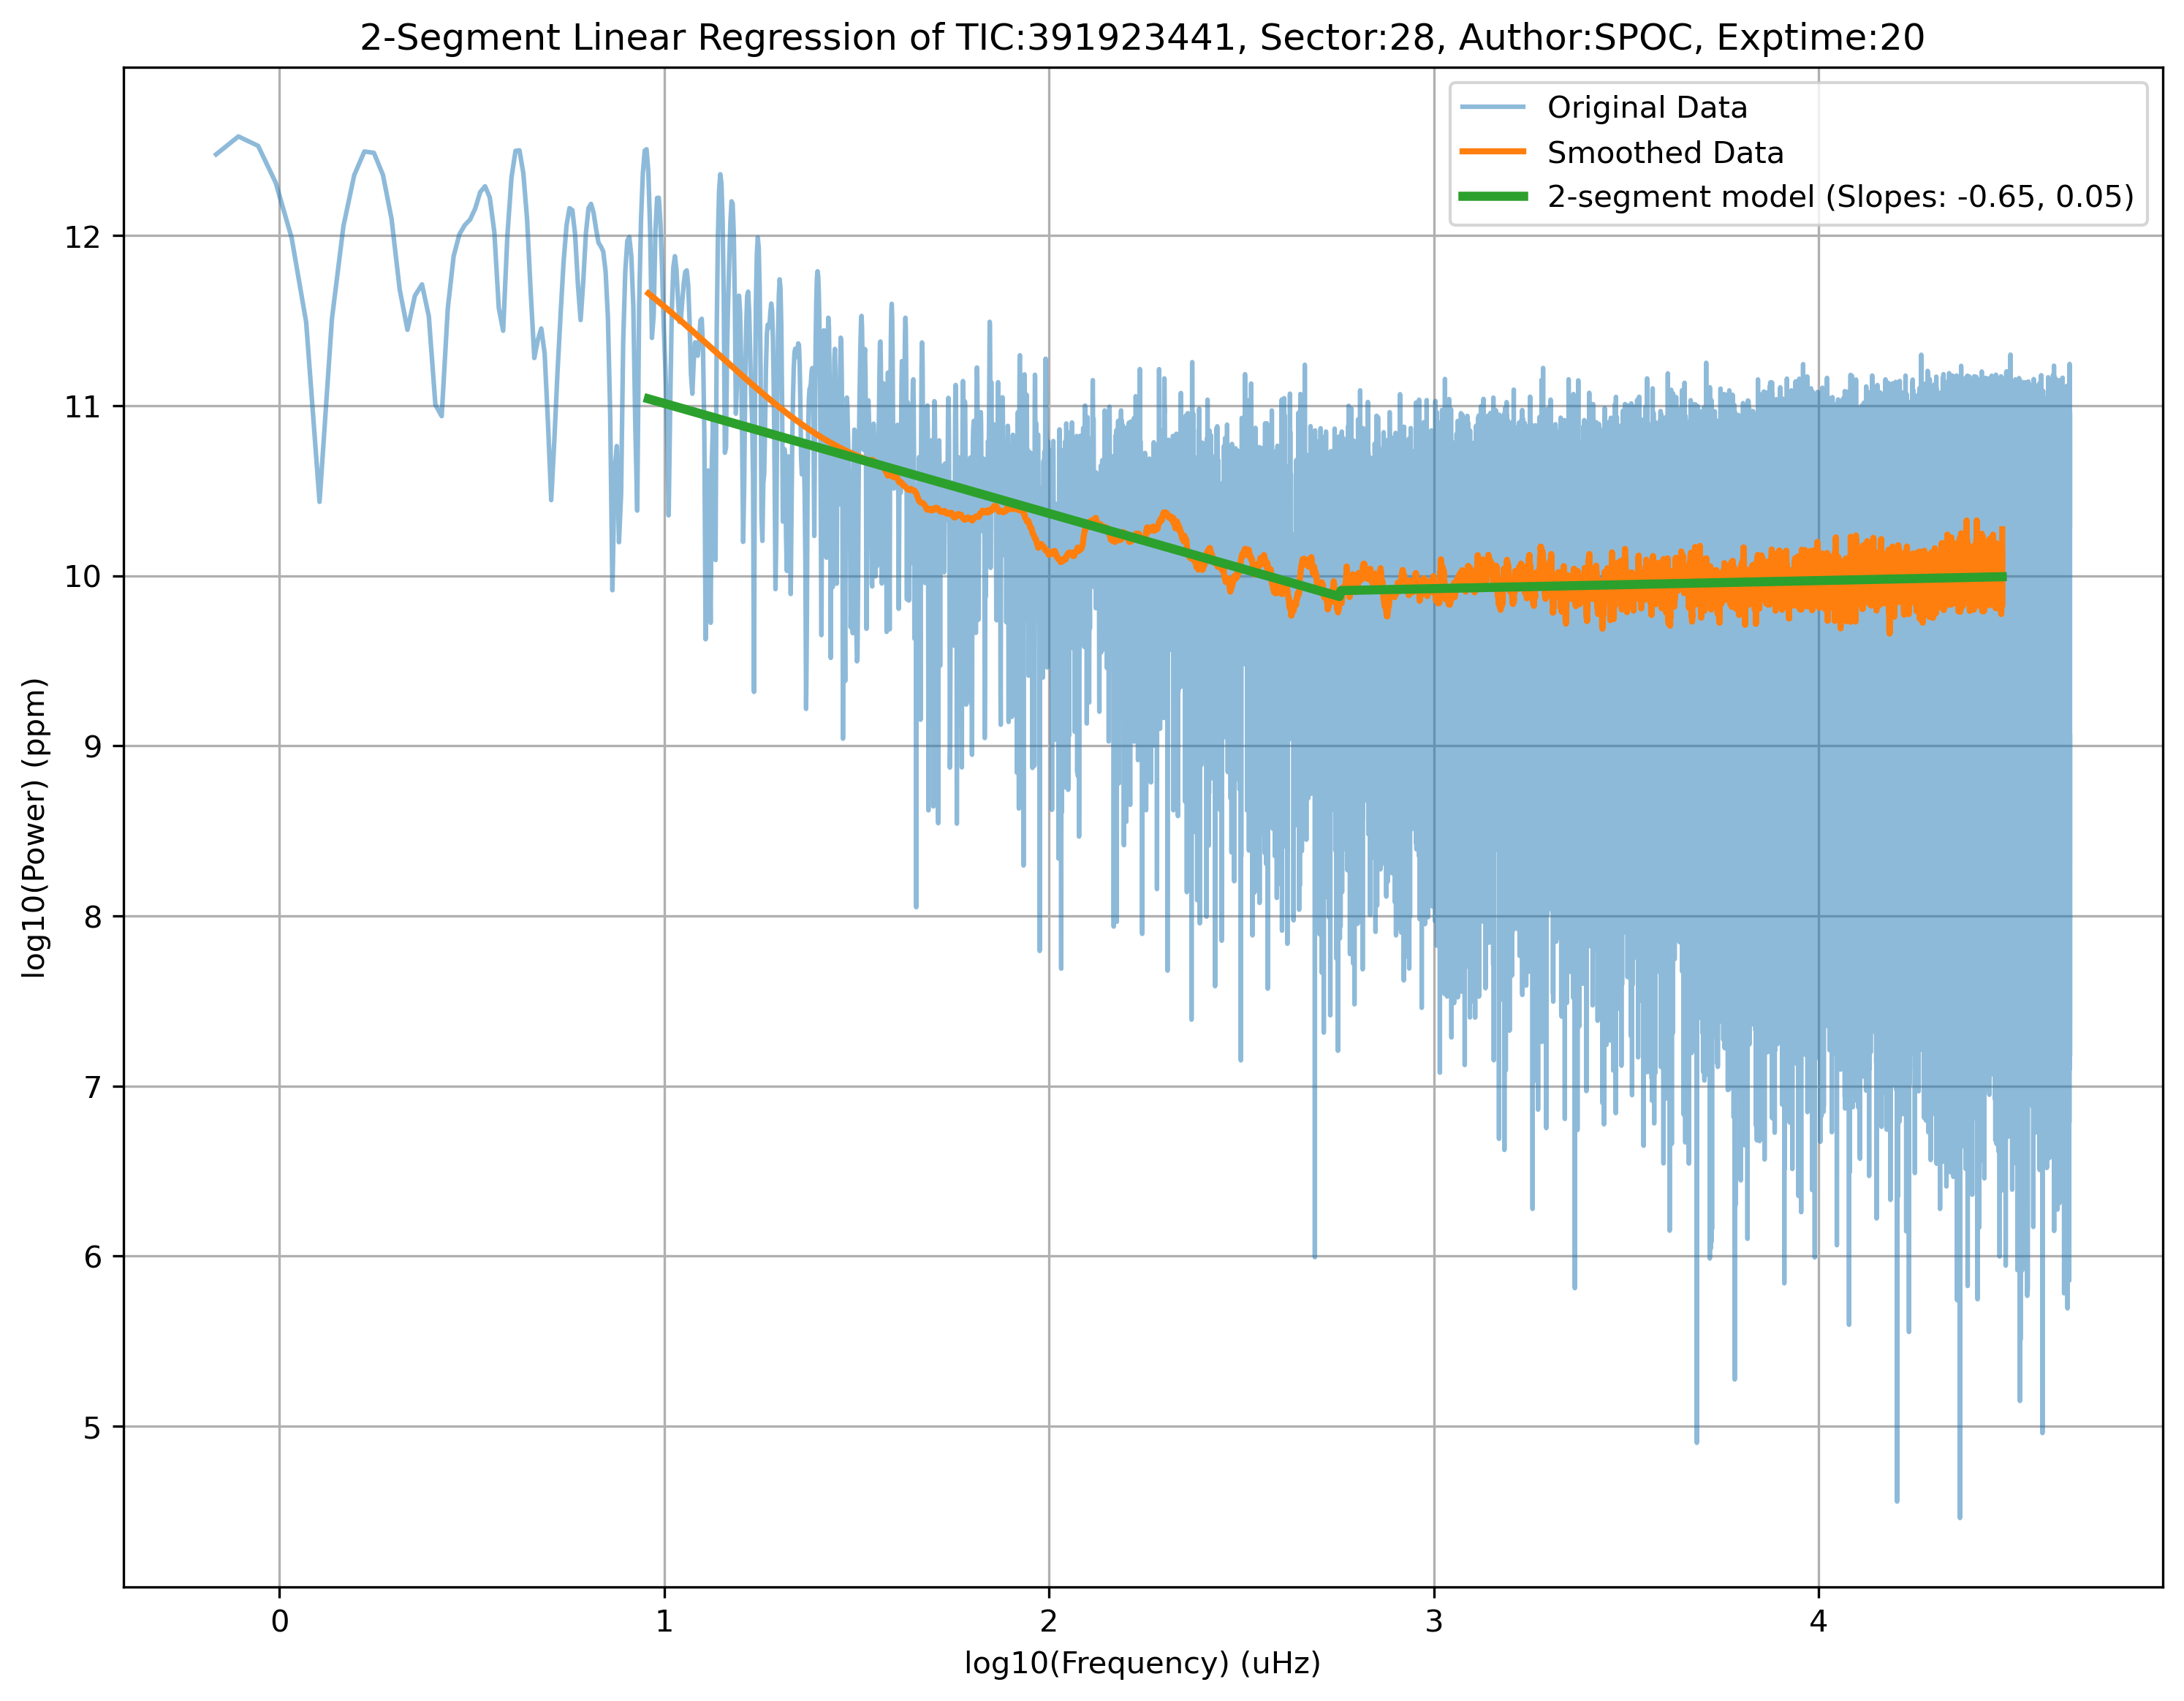 2-Segment Linear Regression of TIC:391923441, Sector:28, Author:SPOC, Exptime:20
Original Data
Smoothed Data
2-segment model (Slopes: -0.65, 0.05)
log10(Power) (ppm)
12
11
10
9
8
7
6
5
0 1 2 3 4
log10(Frequency) (uHz)